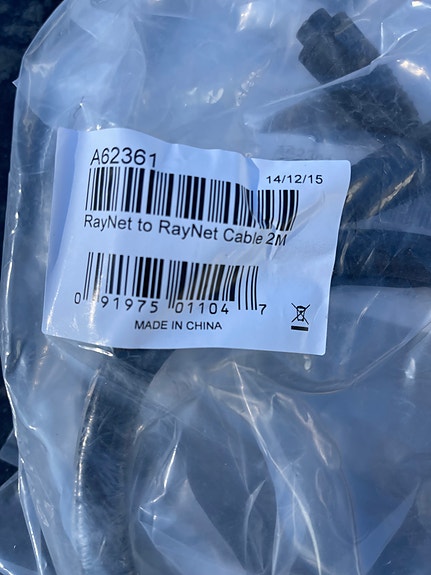 A62361
14/12/15
RayNet to RayNet Cable 2M
0 91975 01104 7
MADE IN CHINA